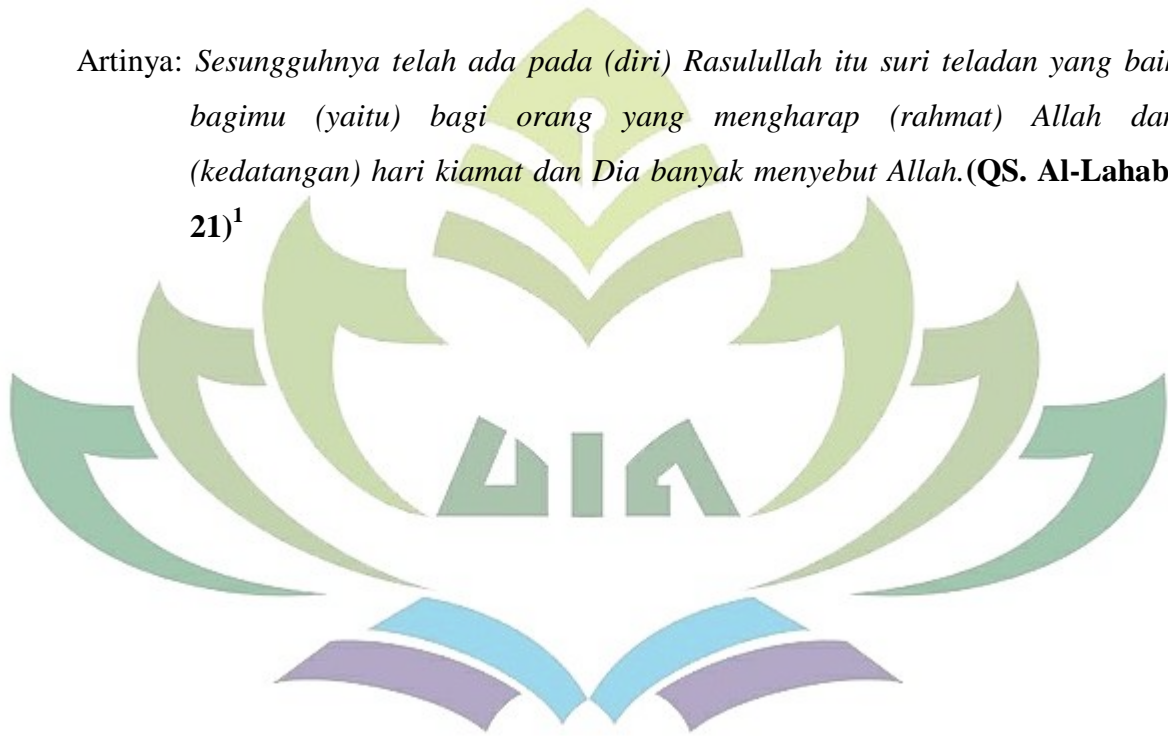 Artinya: Sesungguhnya telah ada pada (diri) Rasulullah itu suri teladan yang baik
bagimu (yaitu) bagi orang yang mengharap (rahmat) Allah dan
(kedatangan) hari kiamat dan Dia banyak menyebut Allah.(QS. Al-Lahab
21)¹